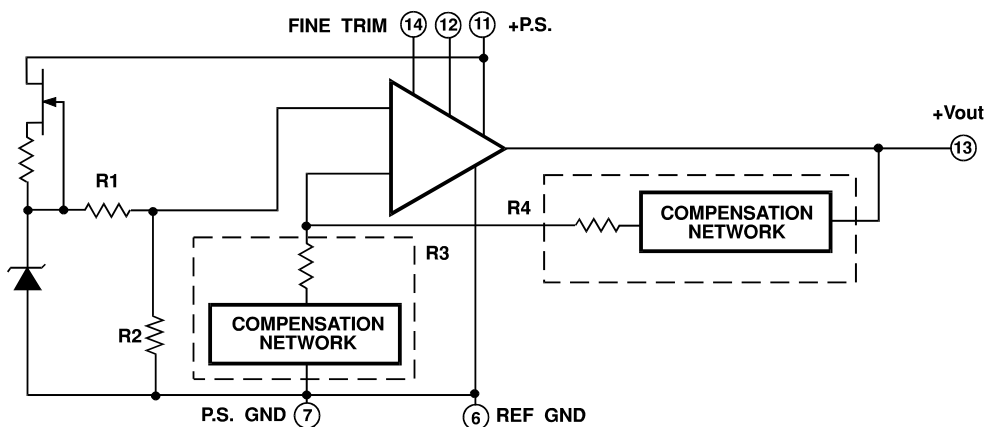 FINE TRIM 14 12 11 +P.S.
+Vout
13
R1
R4
COMPENSATION
NETWORK
R3
R2
COMPENSATION
NETWORK
P.S. GND 7
6 REF GND